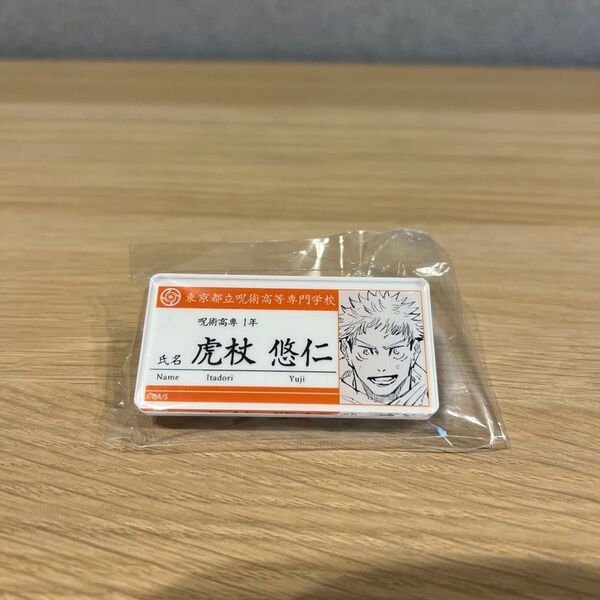 東京都立呪術高等専門学校
呪術高専 1年
氏名 虎杖 悠仁
Name Itadori Yuji
©GA/S